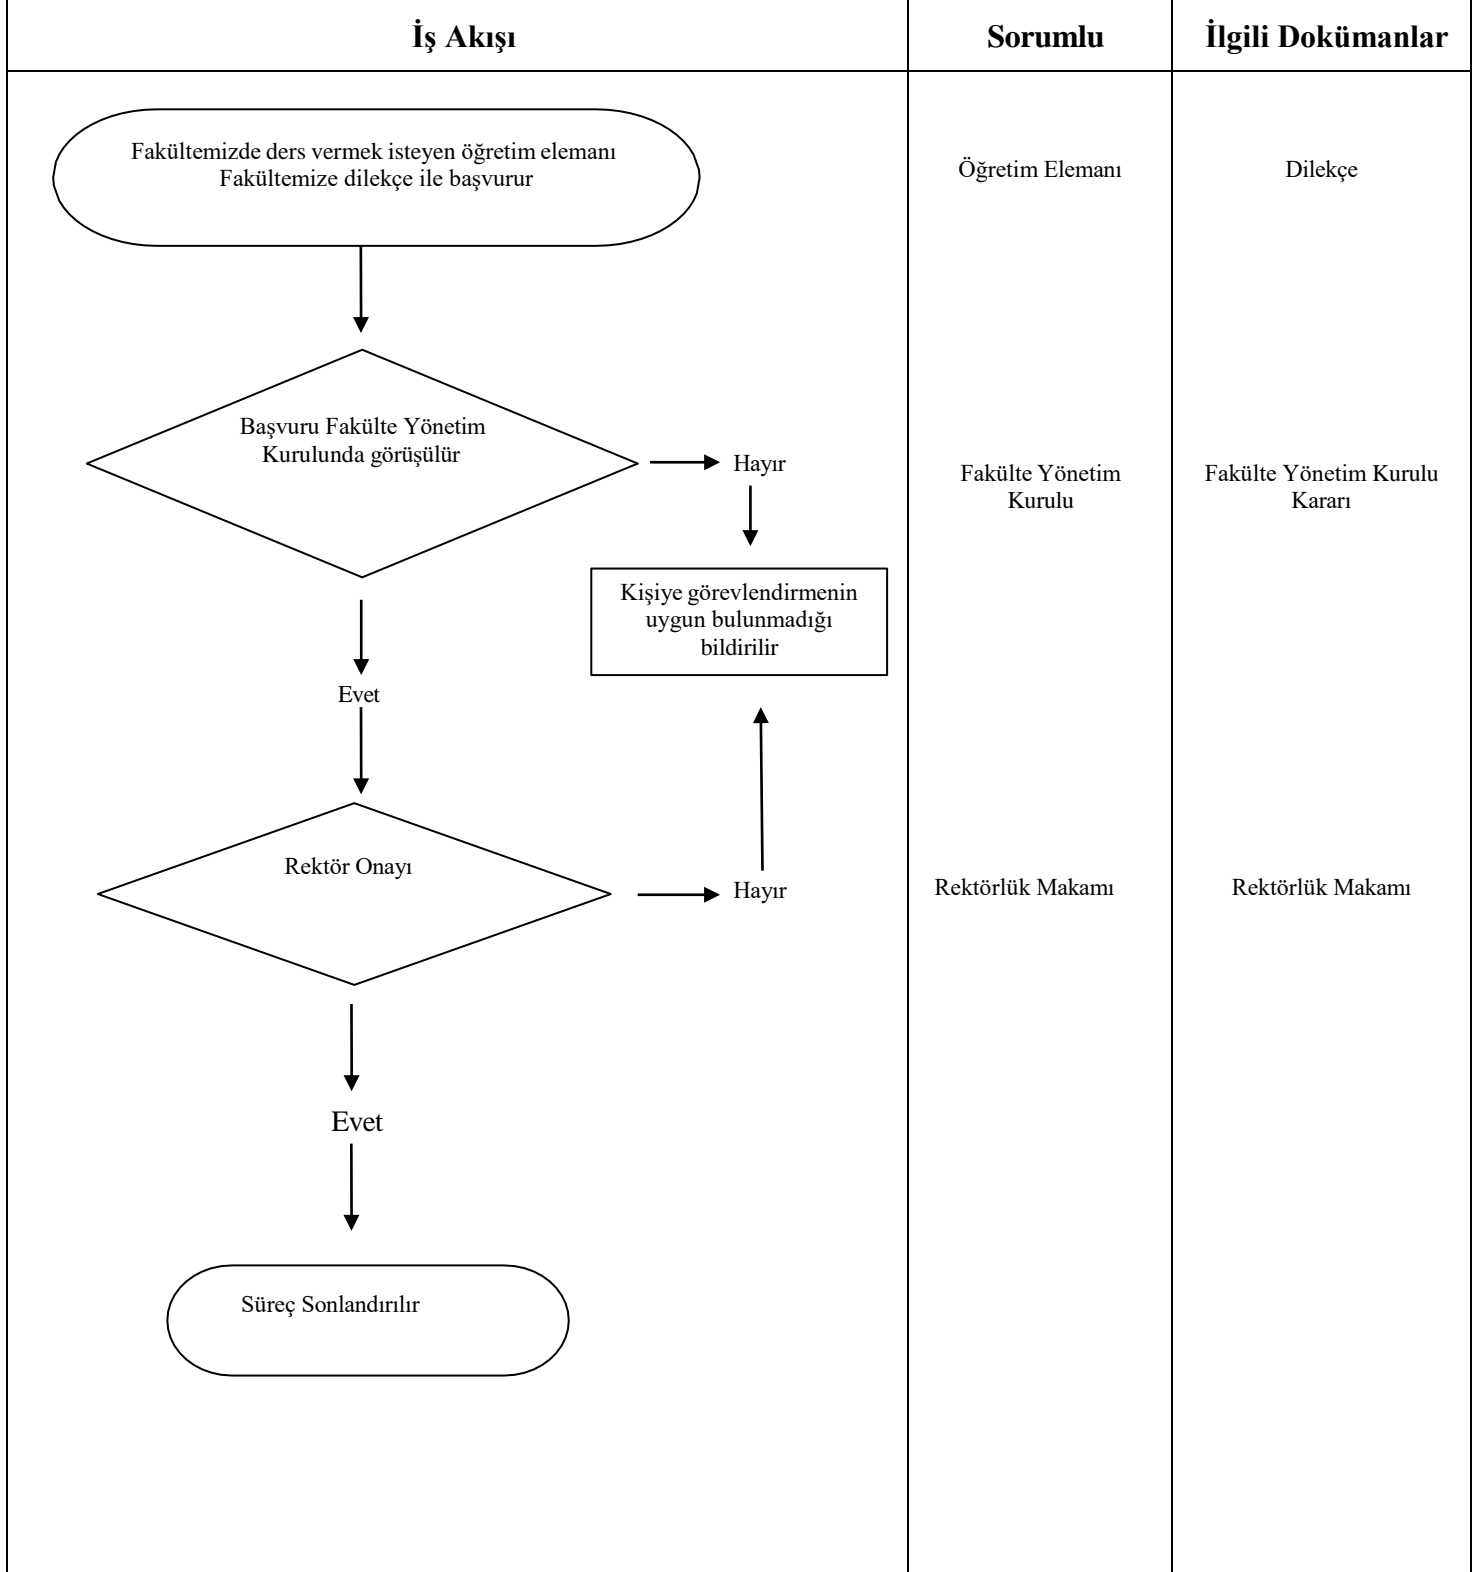 İş Akışı
Sorumlu
İlgili Dokümanlar
Fakültemizde ders vermek isteyen öğretim elemanı
Fakültemize dilekçe ile başvurur
Öğretim Elemanı
Dilekçe
Başvuru Fakülte Yönetim
Kurulunda görüşülür
Hayır
Fakülte Yönetim
Kurulu
Fakülte Yönetim Kurulu
Kararı
Kişiye görevlendirmenin
uygun bulunmadığı
bildirilir
Evet
Rektör Onayı
Hayır
Rektörlük Makamı
Rektörlük Makamı
Evet
Süreç Sonlandırılır